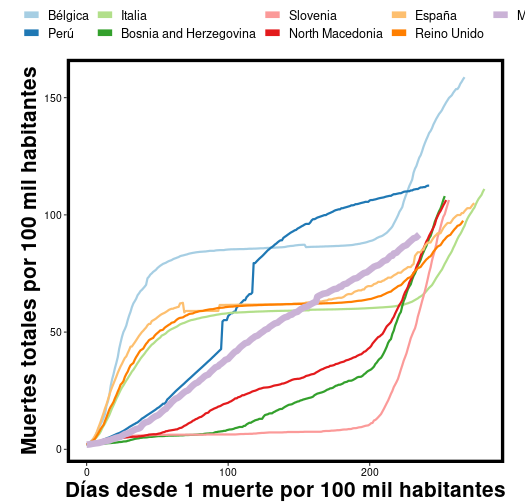 Bélgica Italia Slovenia España
Perú Bosnia and Herzegovina North Macedonia Reino Unido
Muertes totales por 100 mil habitantes
150
100
50
0
0 100 200
Días desde 1 muerte por 100 mil habitantes